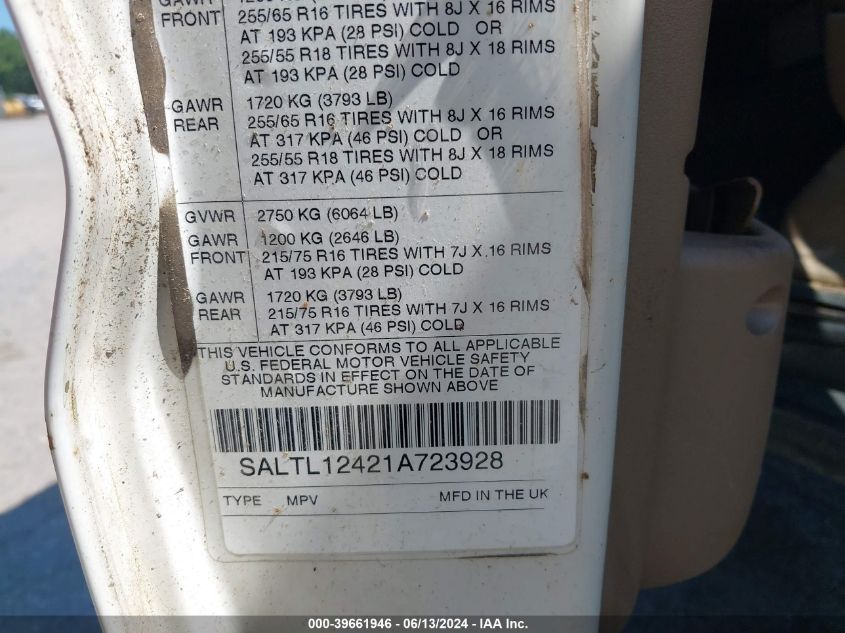 GAWR
FRONT 255/65 R16 TIRES WITH 8J X 16 RIMS
AT 193 KPA (28 PSI) COLD OR
255/55 R18 TIRES WITH 8J X 18 RIMS
AT 193 KPA (28 PSI) COLD
GAWR 1720 KG (3793 LB)
REAR 255/65 R16 TIRES WITH 8J X 16 RIMS
AT 317 KPA (46 PSI) COLD OR
255/55 R18 TIRES WITH 8J X 18 RIMS
AT 317 KPA (46 PSI) COLD
GVWR 2750 KG (6064 LB)
GAWR 1200 KG (2646 LB)
FRONT 215/75 R16 TIRES WITH 7J X 16 RIMS
AT 193 KPA (28 PSI) COLD
GAWR 1720 KG (3793 LB)
REAR 215/75 R16 TIRES WITH 7J X 16 RIMS
AT 317 KPA (46 PSI) COLD
THIS VEHICLE CONFORMS TO ALL APPLICABLE
U.S. FEDERAL MOTOR VEHICLE SAFETY
STANDARDS IN EFFECT ON THE DATE OF
MANUFACTURE SHOWN ABOVE
SALTL12421A723928
TYPE MPV MFD IN THE UK
000-39661946 - 06/13/2024 - IAA Inc.